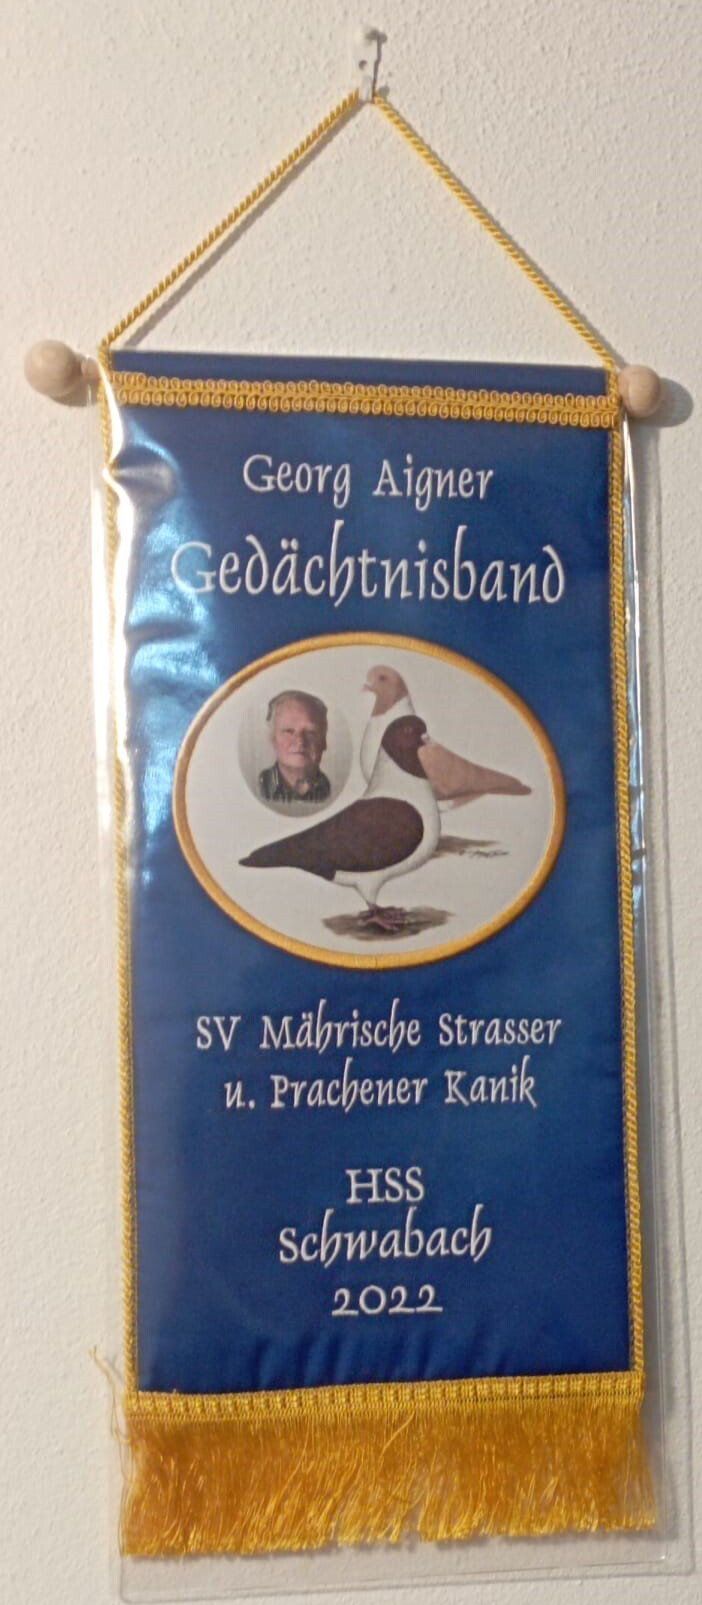 Georg Aigner
Gedächtnisband
SV Mährische Strasser
u. Prachener Kanik
HSS
Schwabach
2022